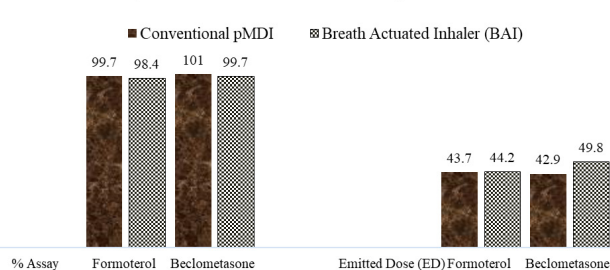 Conventional pMDI Breath Actuated Inhaler (BAI)
99.7 98.4 101 99.7
43.7 44.2 42.9 49.8
% Assay Formoterol Beclometasone Emitted Dose (ED) Formoterol Beclometasone